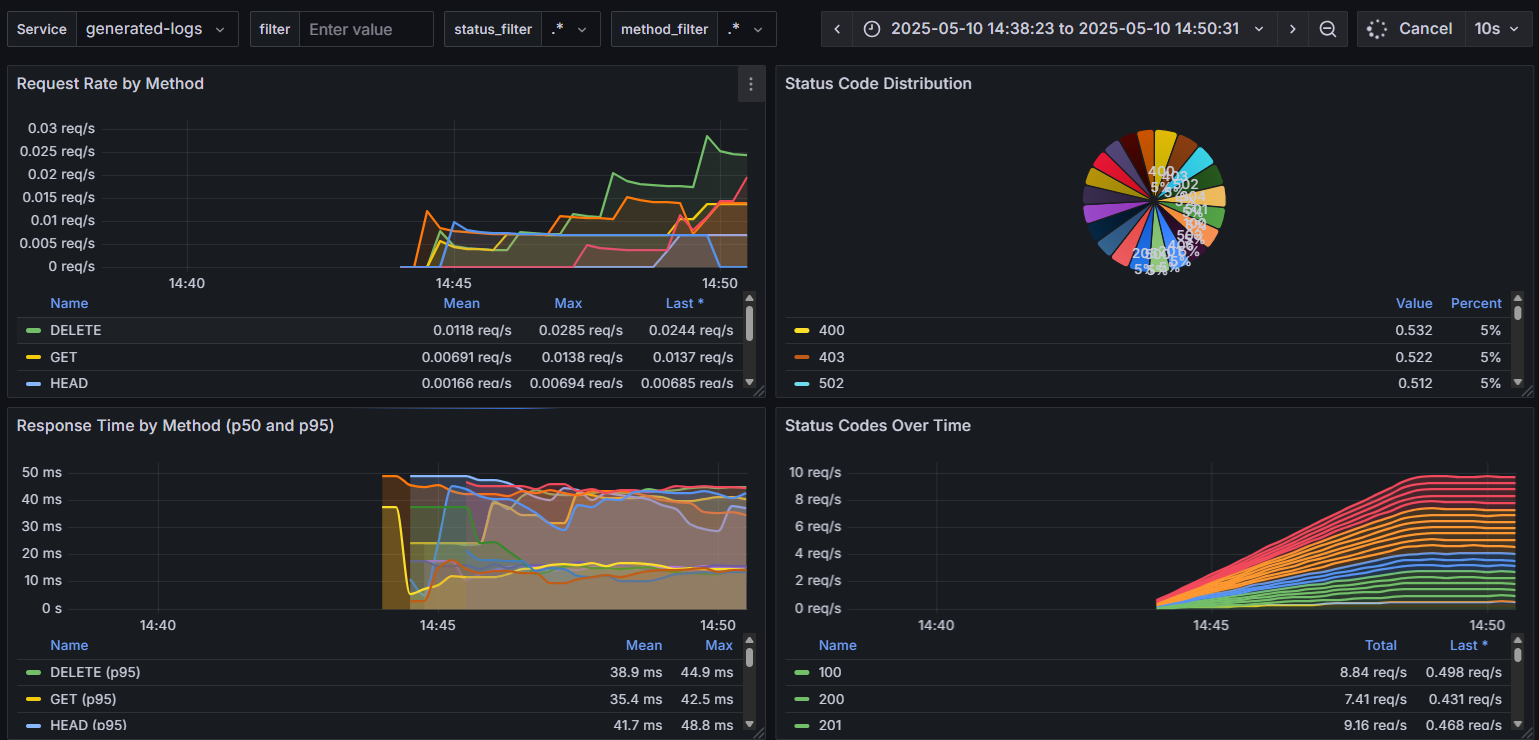 Service generated-logs filter Enter value status_filter .* method_filter .* 2025-05-10 14:38:23 to 2025-05-10 14:50:31 Cancel 10s
Request Rate by Method
0.03 req/s
0.025 req/s
0.02 req/s
0.015 req/s
0.01 req/s
0.005 req/s
0 req/s
14:40 14:45 14:50
Name Mean Max Last *
DELETE 0.0118 req/s 0.0285 req/s 0.0244 req/s
GET 0.00691 req/s 0.0138 req/s 0.0137 req/s
HEAD 0.00166 req/s 0.00694 req/s 0.00685 req/s
Status Code Distribution
400
5%
403
502
Value Percent
400 0.532 5%
403 0.522 5%
502 0.512 5%
Response Time by Method (p50 and p95)
50 ms
40 ms
30 ms
20 ms
10 ms
0 s
14:40 14:45 14:50
Name Mean Max
DELETE (p95) 38.9 ms 44.9 ms
GET (p95) 35.4 ms 42.5 ms
HEAD (p95) 41.7 ms 48.8 ms
Status Codes Over Time
10 req/s
8 req/s
6 req/s
4 req/s
2 req/s
0 req/s
14:40 14:45 14:50
Name Total Last *
100 8.84 req/s 0.498 req/s
200 7.41 req/s 0.431 req/s
201 9.16 req/s 0.468 req/s